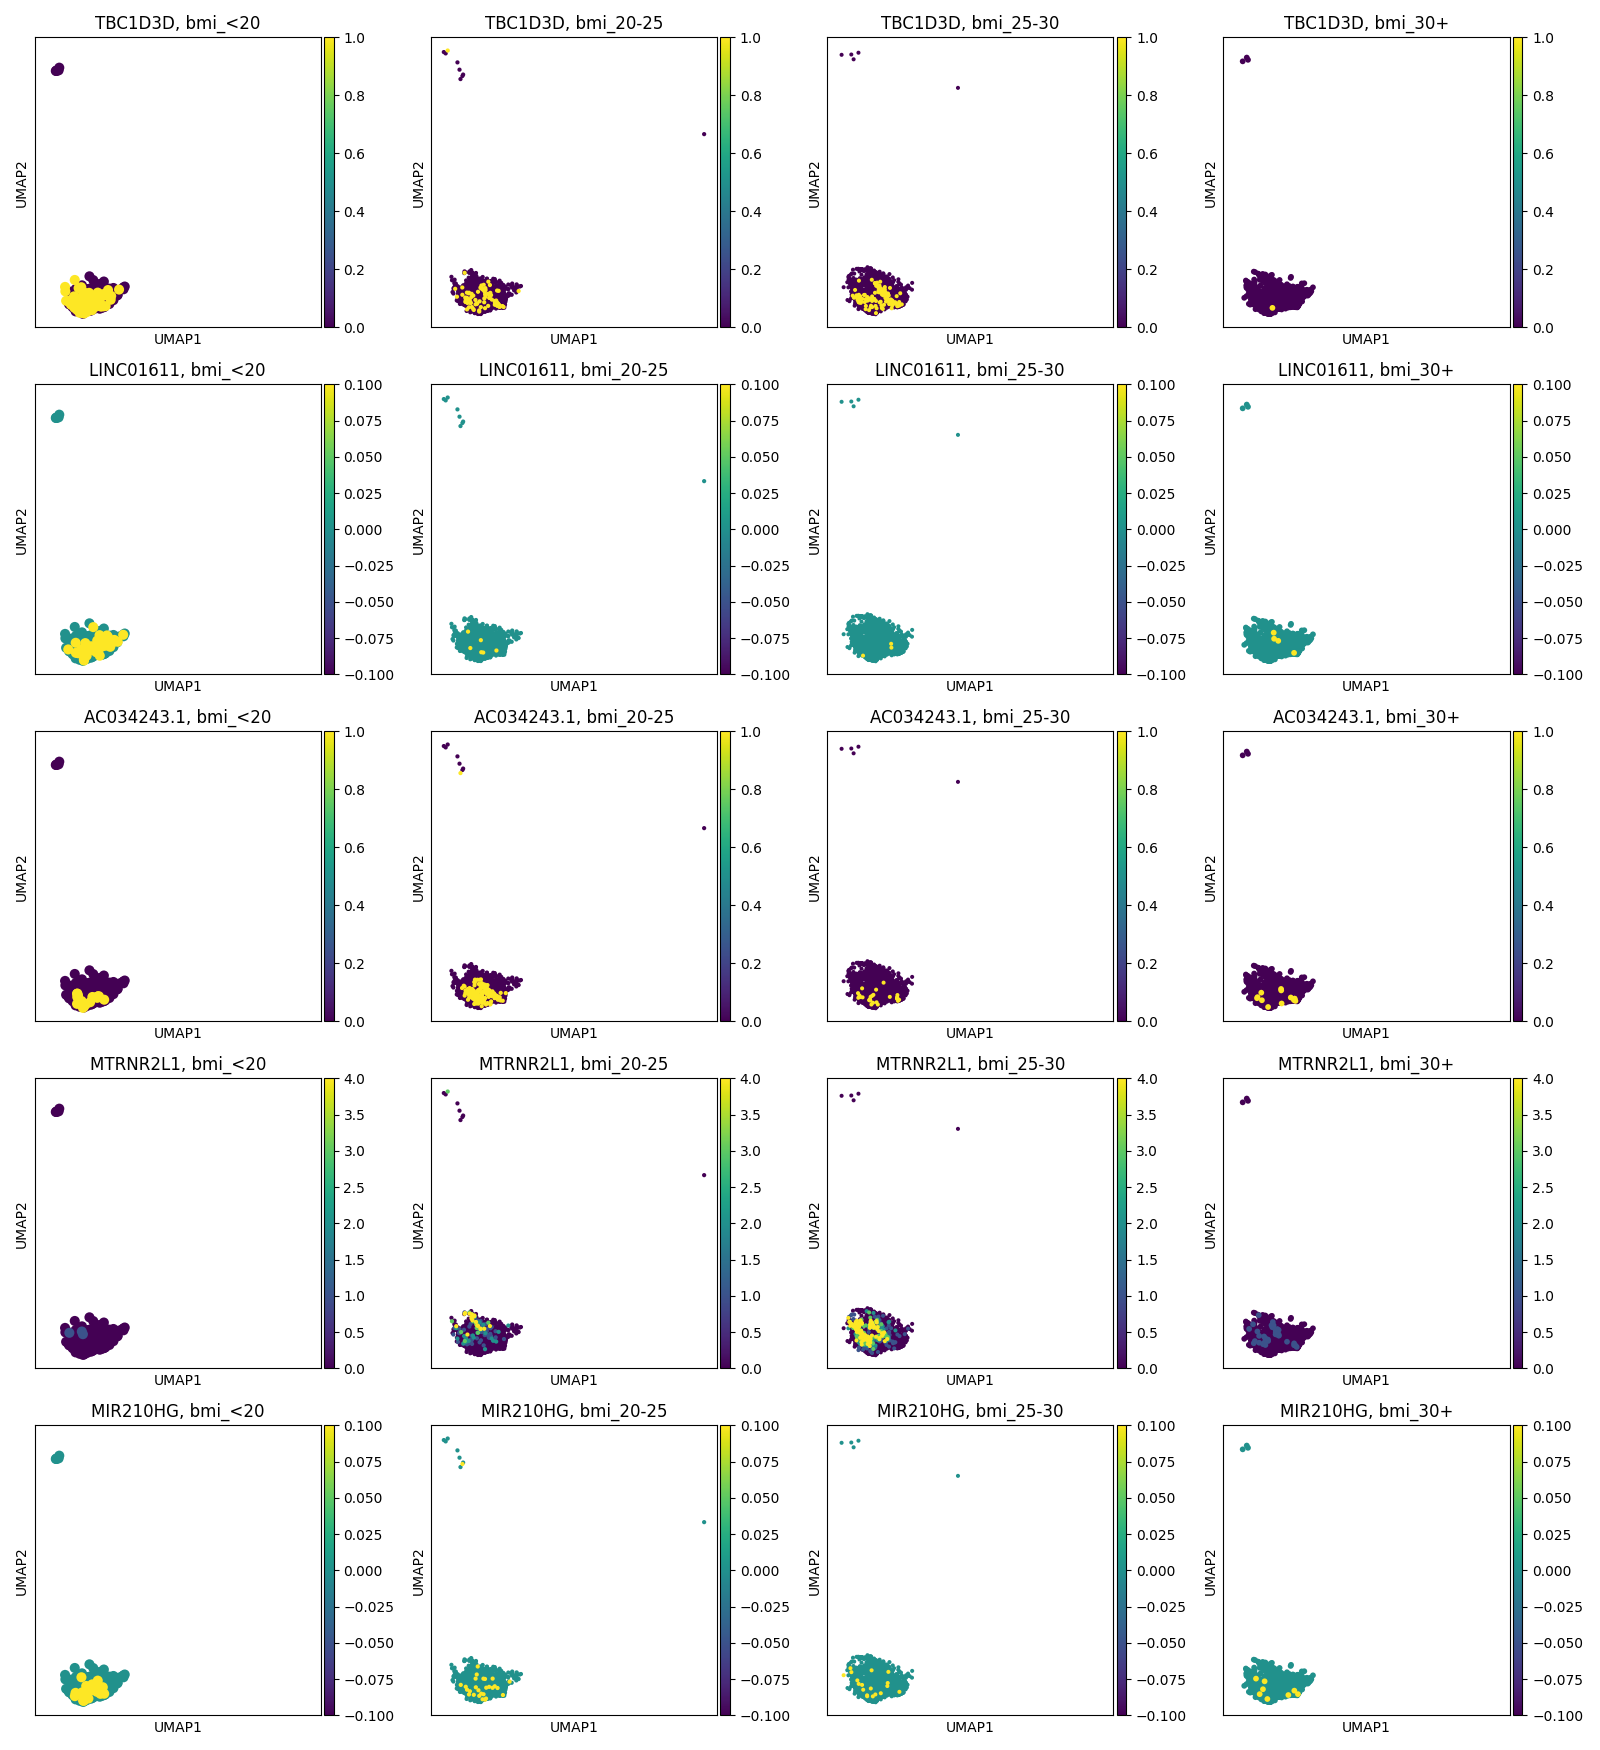 TBC1D3D, bmi_<20
TBC1D3D, bmi_20-25
TBC1D3D, bmi_25-30
TBC1D3D, bmi_30+
UMAP2
1.0
0.8
0.6
0.4
0.2
0.0
UMAP1
UMAP2
1.0
0.8
0.6
0.4
0.2
0.0
UMAP1
UMAP2
1.0
0.8
0.6
0.4
0.2
0.0
UMAP1
UMAP2
1.0
0.8
0.6
0.4
0.2
0.0
UMAP1
LINC01611, bmi_<20
LINC01611, bmi_20-25
LINC01611, bmi_25-30
LINC01611, bmi_30+
UMAP2
0.100
0.075
0.050
0.025
0.000
−0.025
−0.050
−0.075
−0.100
UMAP1
UMAP2
0.100
0.075
0.050
0.025
0.000
−0.025
−0.050
−0.075
−0.100
UMAP1
UMAP2
0.100
0.075
0.050
0.025
0.000
−0.025
−0.050
−0.075
−0.100
UMAP1
UMAP2
0.100
0.075
0.050
0.025
0.000
−0.025
−0.050
−0.075
−0.100
UMAP1
AC034243.1, bmi_<20
AC034243.1, bmi_20-25
AC034243.1, bmi_25-30
AC034243.1, bmi_30+
UMAP2
1.0
0.8
0.6
0.4
0.2
0.0
UMAP1
UMAP2
1.0
0.8
0.6
0.4
0.2
0.0
UMAP1
UMAP2
1.0
0.8
0.6
0.4
0.2
0.0
UMAP1
UMAP2
1.0
0.8
0.6
0.4
0.2
0.0
UMAP1
MTRNR2L1, bmi_<20
MTRNR2L1, bmi_20-25
MTRNR2L1, bmi_25-30
MTRNR2L1, bmi_30+
UMAP2
4.0
3.5
3.0
2.5
2.0
1.5
1.0
0.5
0.0
UMAP1
UMAP2
4.0
3.5
3.0
2.5
2.0
1.5
1.0
0.5
0.0
UMAP1
UMAP2
4.0
3.5
3.0
2.5
2.0
1.5
1.0
0.5
0.0
UMAP1
UMAP2
4.0
3.5
3.0
2.5
2.0
1.5
1.0
0.5
0.0
UMAP1
MIR210HG, bmi_<20
MIR210HG, bmi_20-25
MIR210HG, bmi_25-30
MIR210HG, bmi_30+
UMAP2
0.100
0.075
0.050
0.025
0.000
−0.025
−0.050
−0.075
−0.100
UMAP1
UMAP2
0.100
0.075
0.050
0.025
0.000
−0.025
−0.050
−0.075
−0.100
UMAP1
UMAP2
0.100
0.075
0.050
0.025
0.000
−0.025
−0.050
−0.075
−0.100
UMAP1
UMAP2
0.100
0.075
0.050
0.025
0.000
−0.025
−0.050
−0.075
−0.100
UMAP1